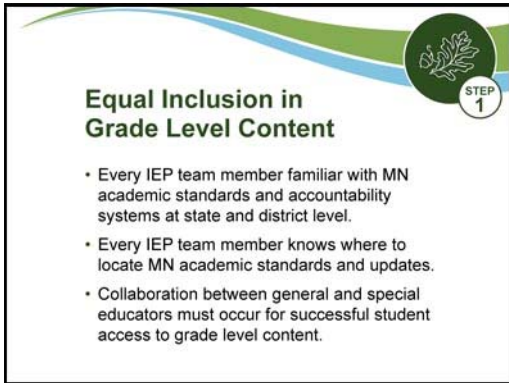 STEP
1
Equal Inclusion in
Grade Level Content
• Every IEP team member familiar with MN
academic standards and accountability
systems at state and district level.
• Every IEP team member knows where to
locate MN academic standards and updates.
• Collaboration between general and special
educators must occur for successful student
access to grade level content.